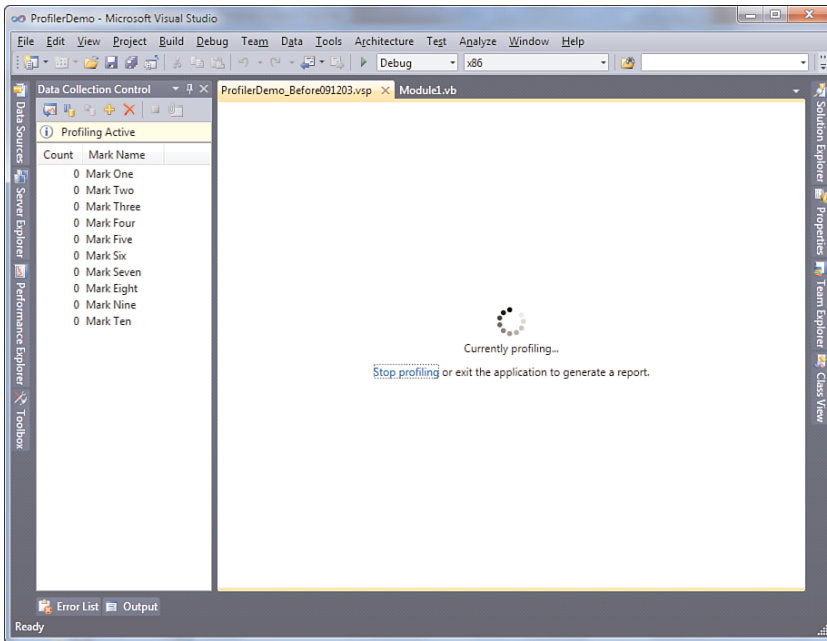 ProfilerDemo - Microsoft Visual Studio
File Edit View Project Build Debug Team Data Tools Architecture Test Analyze Window Help
Debug x86
Data Sources
Server Explorer
Performance Explorer
Toolbox
Data Collection Control
Profiling Active
Count Mark Name
0 Mark One
0 Mark Two
0 Mark Three
0 Mark Four
0 Mark Five
0 Mark Six
0 Mark Seven
0 Mark Eight
0 Mark Nine
0 Mark Ten
ProfilerDemo_Before091203.vsp Module1.vb
Currently profiling...
Stop profiling or exit the application to generate a report.
Solution Explorer
Properties
Team Explorer
Class View
Error List Output
Ready